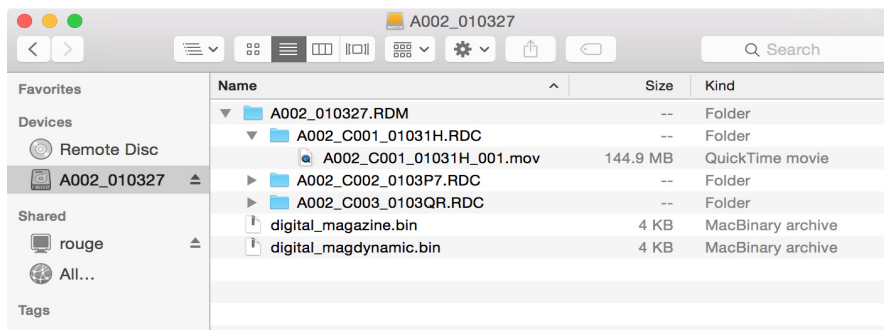 A002_010327
Search
Favorites
Devices
Remote Disc
A002_010327
Shared
rouge
All...
Tags
Name Size Kind
A002_010327.RDM -- Folder
A002_C001_01031H.RDC -- Folder
A002_C001_01031H_001.mov 144.9 MB QuickTime movie
A002_C002_0103P7.RDC -- Folder
A002_C003_0103QR.RDC -- Folder
digital_magazine.bin 4 KB MacBinary archive
digital_magdynamic.bin 4 KB MacBinary archive